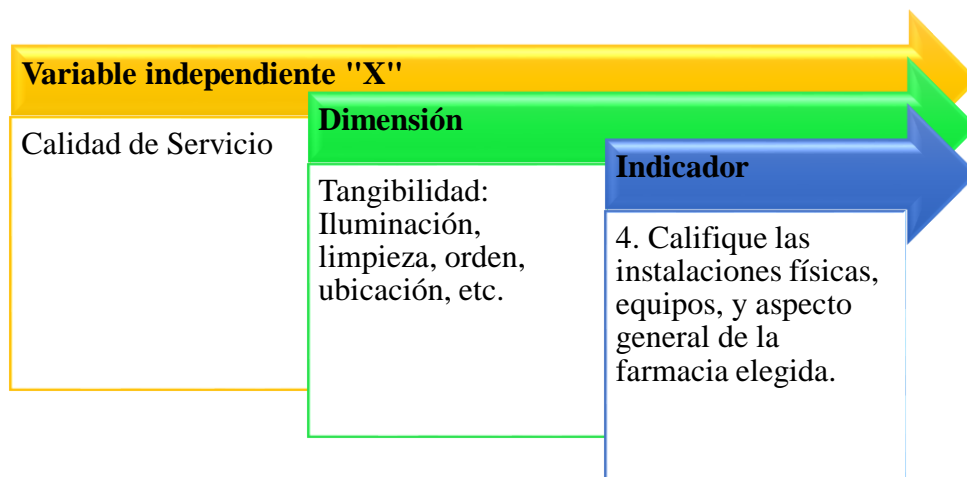 Variable independiente "X"
Calidad de Servicio
Dimensión
Tangibilidad:
Iluminación,
limpieza, orden,
ubicación, etc.
Indicador
4. Califique las
instalaciones físicas,
equipos, y aspecto
general de la
farmacia elegida.